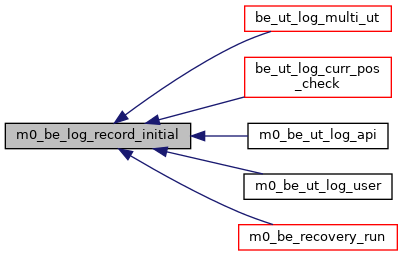 be_ut_log_multi_ut
be_ut_log_curr_pos
_check
m0_be_log_record_initial
m0_be_ut_log_api
m0_be_ut_log_user
m0_be_recovery_run